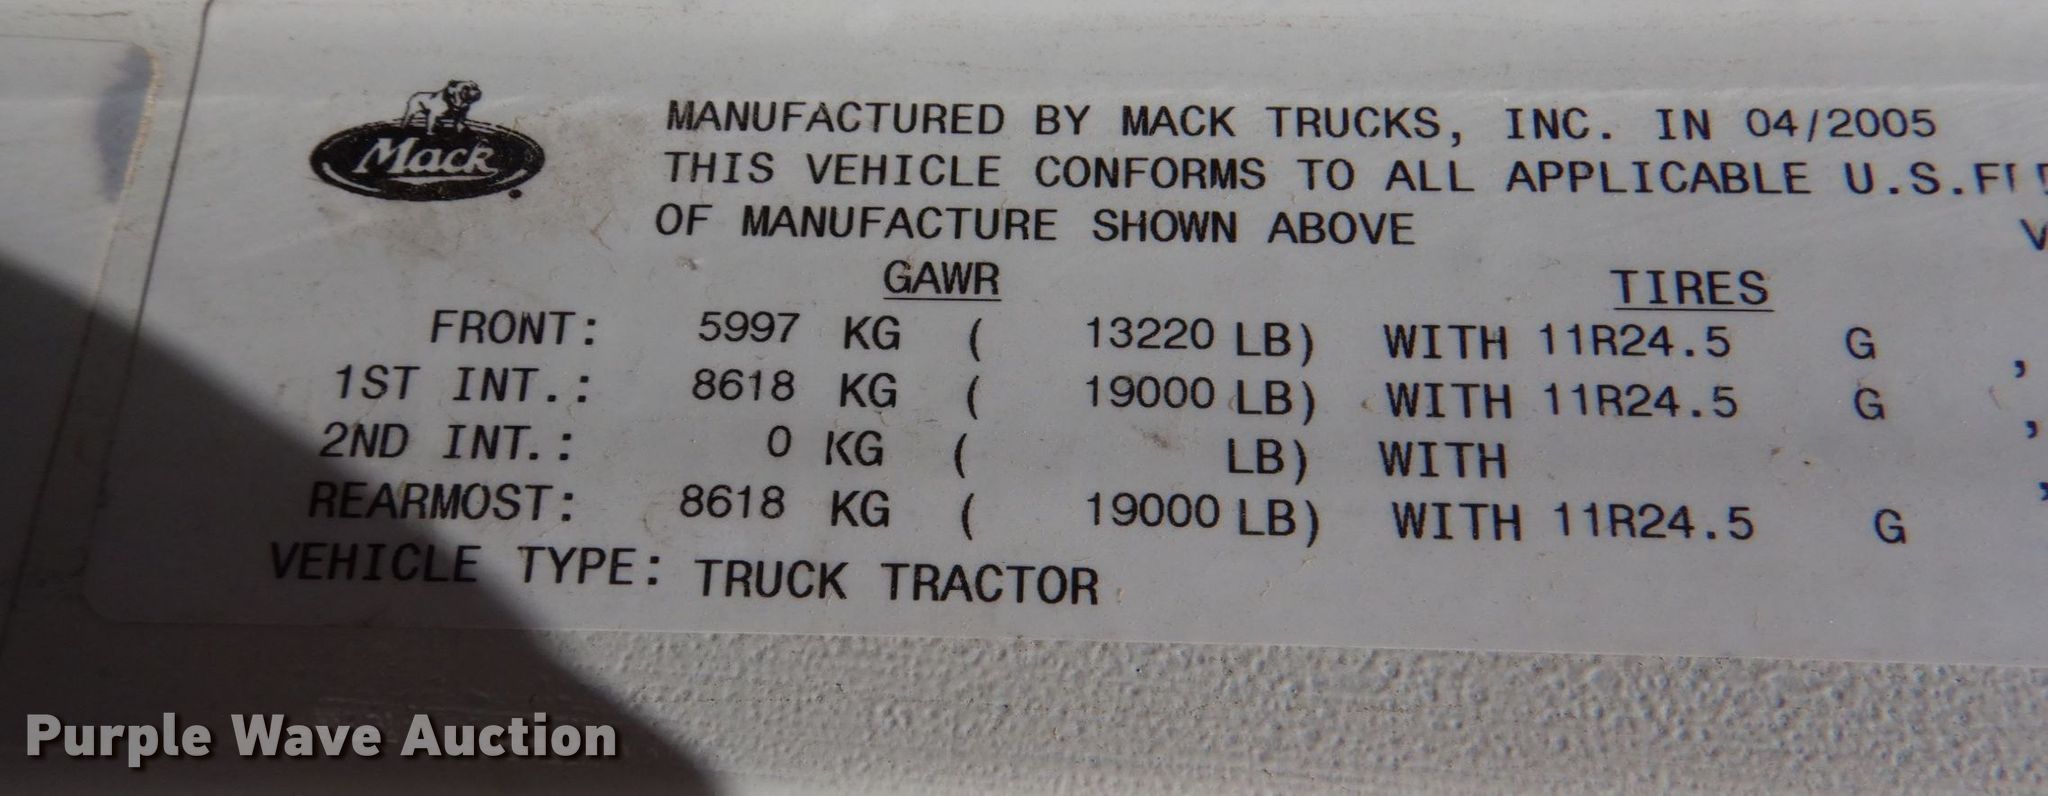 Mack
MANUFACTURED BY MACK TRUCKS, INC. IN 04/2005
THIS VEHICLE CONFORMS TO ALL APPLICABLE U.S.
OF MANUFACTURE SHOWN ABOVE
GAWR TIRES
FRONT: 5997 KG ( 13220 LB) WITH 11R24.5 G ,
1ST INT.: 8618 KG ( 19000 LB) WITH 11R24.5 G ,
2ND INT.: 0 KG ( LB) WITH ,
REARMOST: 8618 KG ( 19000 LB) WITH 11R24.5 G
VEHICLE TYPE: TRUCK TRACTOR
Purple Wave Auction